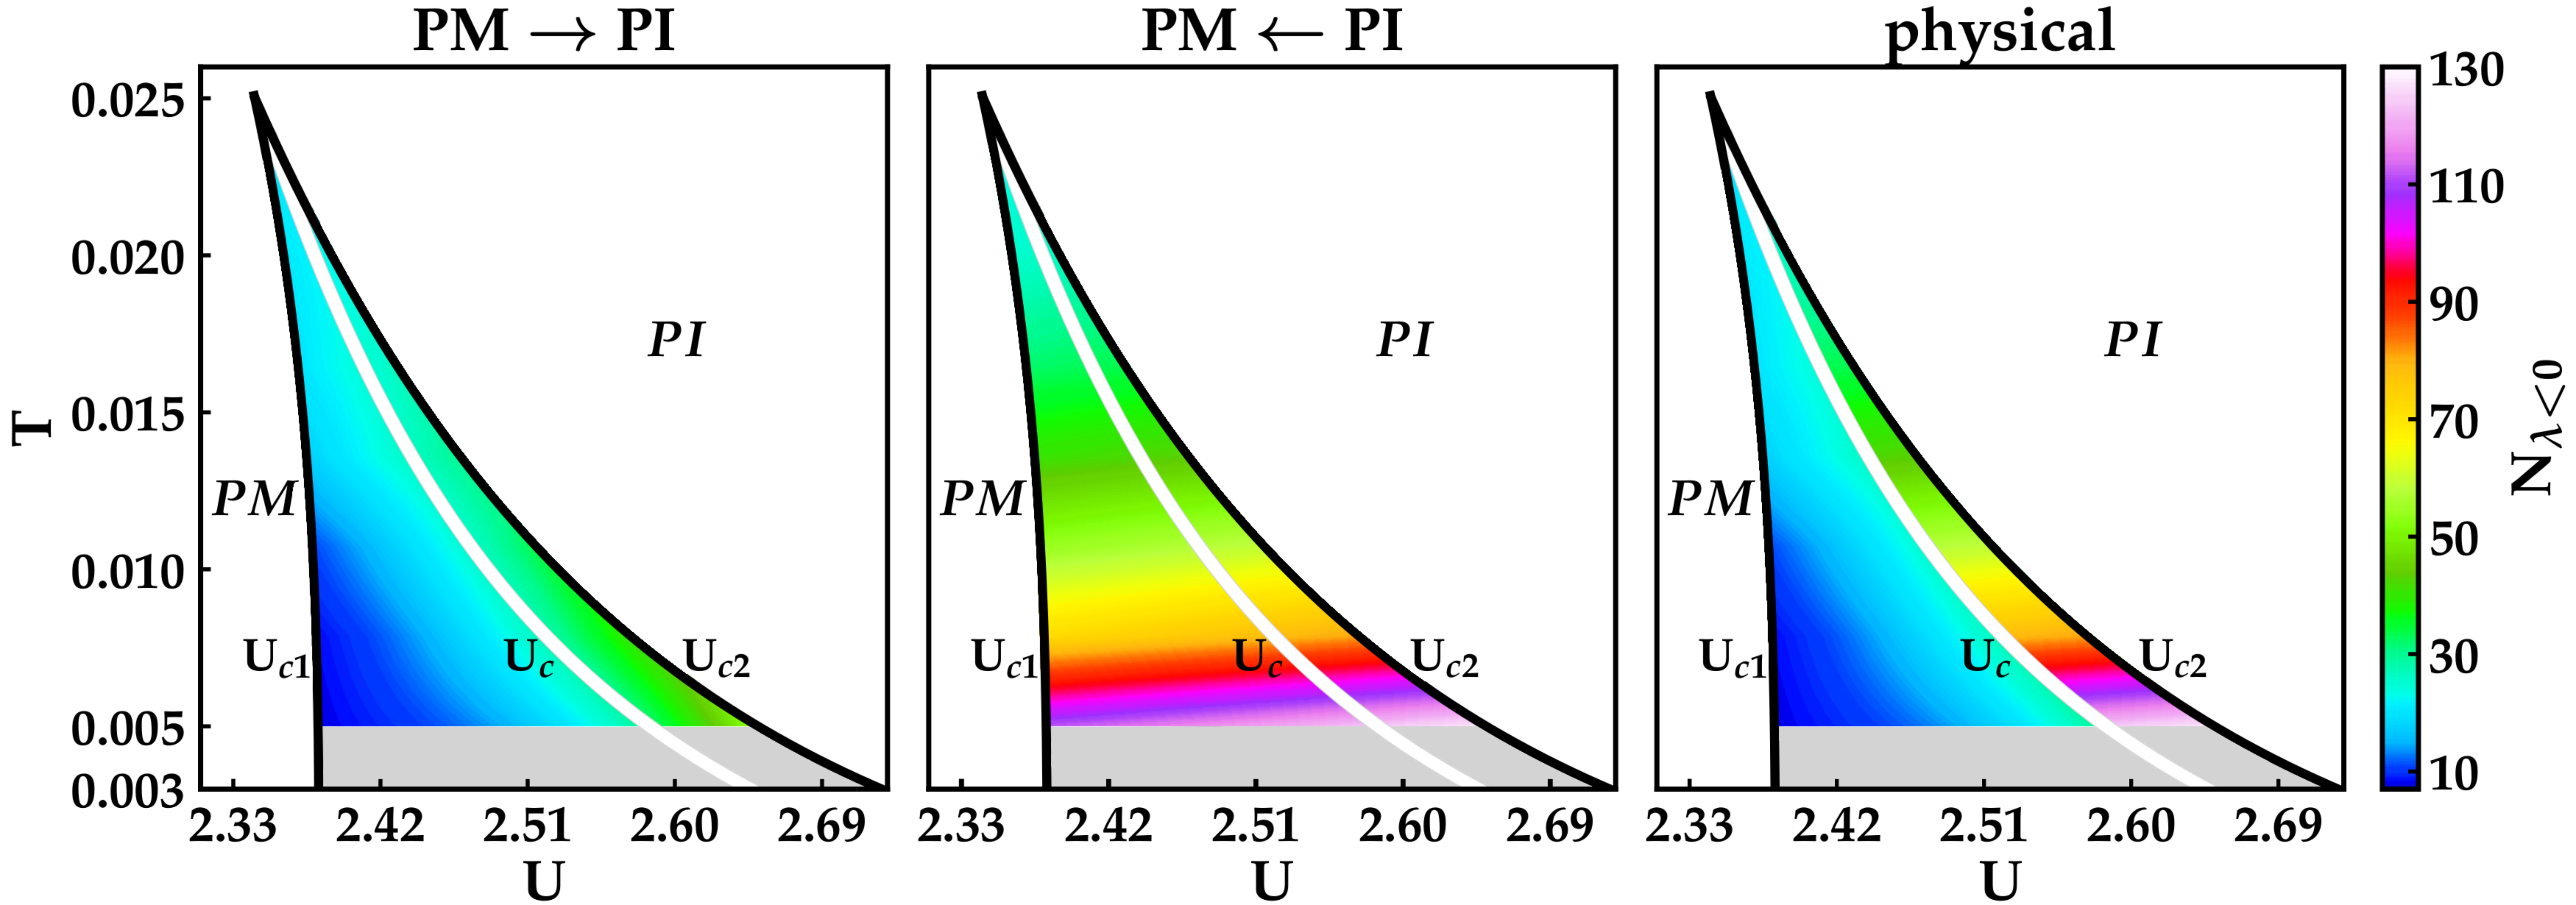 PM → PI
PM ← PI
physical
T
0.025
0.020
0.015
0.010
0.005
0.003
PM
PI
U_c1
U_c
U_c2
2.33 2.42 2.51 2.60 2.69
U
PM
PI
U_c1
U_c
U_c2
2.33 2.42 2.51 2.60 2.69
U
PM
PI
U_c1
U_c
U_c2
2.33 2.42 2.51 2.60 2.69
U
130
110
90
70
50
30
10
N_λ<0